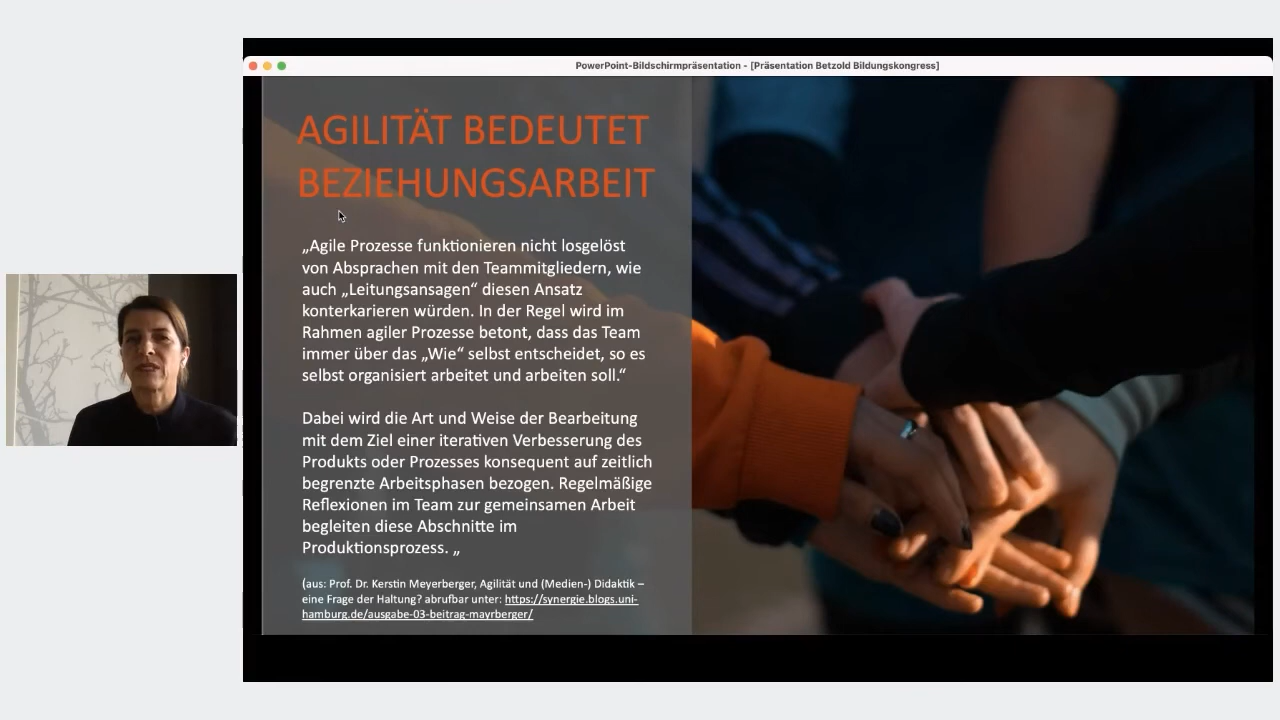 PowerPoint-Bildschirmpräsentation - [Präsentation Betzold Bildungskongress]
AGILITÄT BEDEUTET
BEZIEHUNGSARBEIT
„Agile Prozesse funktionieren nicht losgelöst
von Absprachen mit den Teammitgliedern, wie
auch „Leitungsansagen“ diesen Ansatz
konterkarieren würden. In der Regel wird im
Rahmen agiler Prozesse betont, dass das Team
immer über das „Wie“ selbst entscheidet, so es
selbst organisiert arbeitet und arbeiten soll.“
Dabei wird die Art und Weise der Bearbeitung
mit dem Ziel einer iterativen Verbesserung des
Produkts oder Prozesses konsequent auf zeitlich
begrenzte Arbeitsphasen bezogen. Regelmäßige
Reflexionen im Team zur gemeinsamen Arbeit
begleiten diese Abschnitte im
Produktionsprozess. „
(aus: Prof. Dr. Kerstin Meyerberger, Agilität und (Medien-) Didaktik –
eine Frage der Haltung? abrufbar unter: https://synergie.blogs.uni-
hamburg.de/ausgabe-03-beitrag-mayrberger/